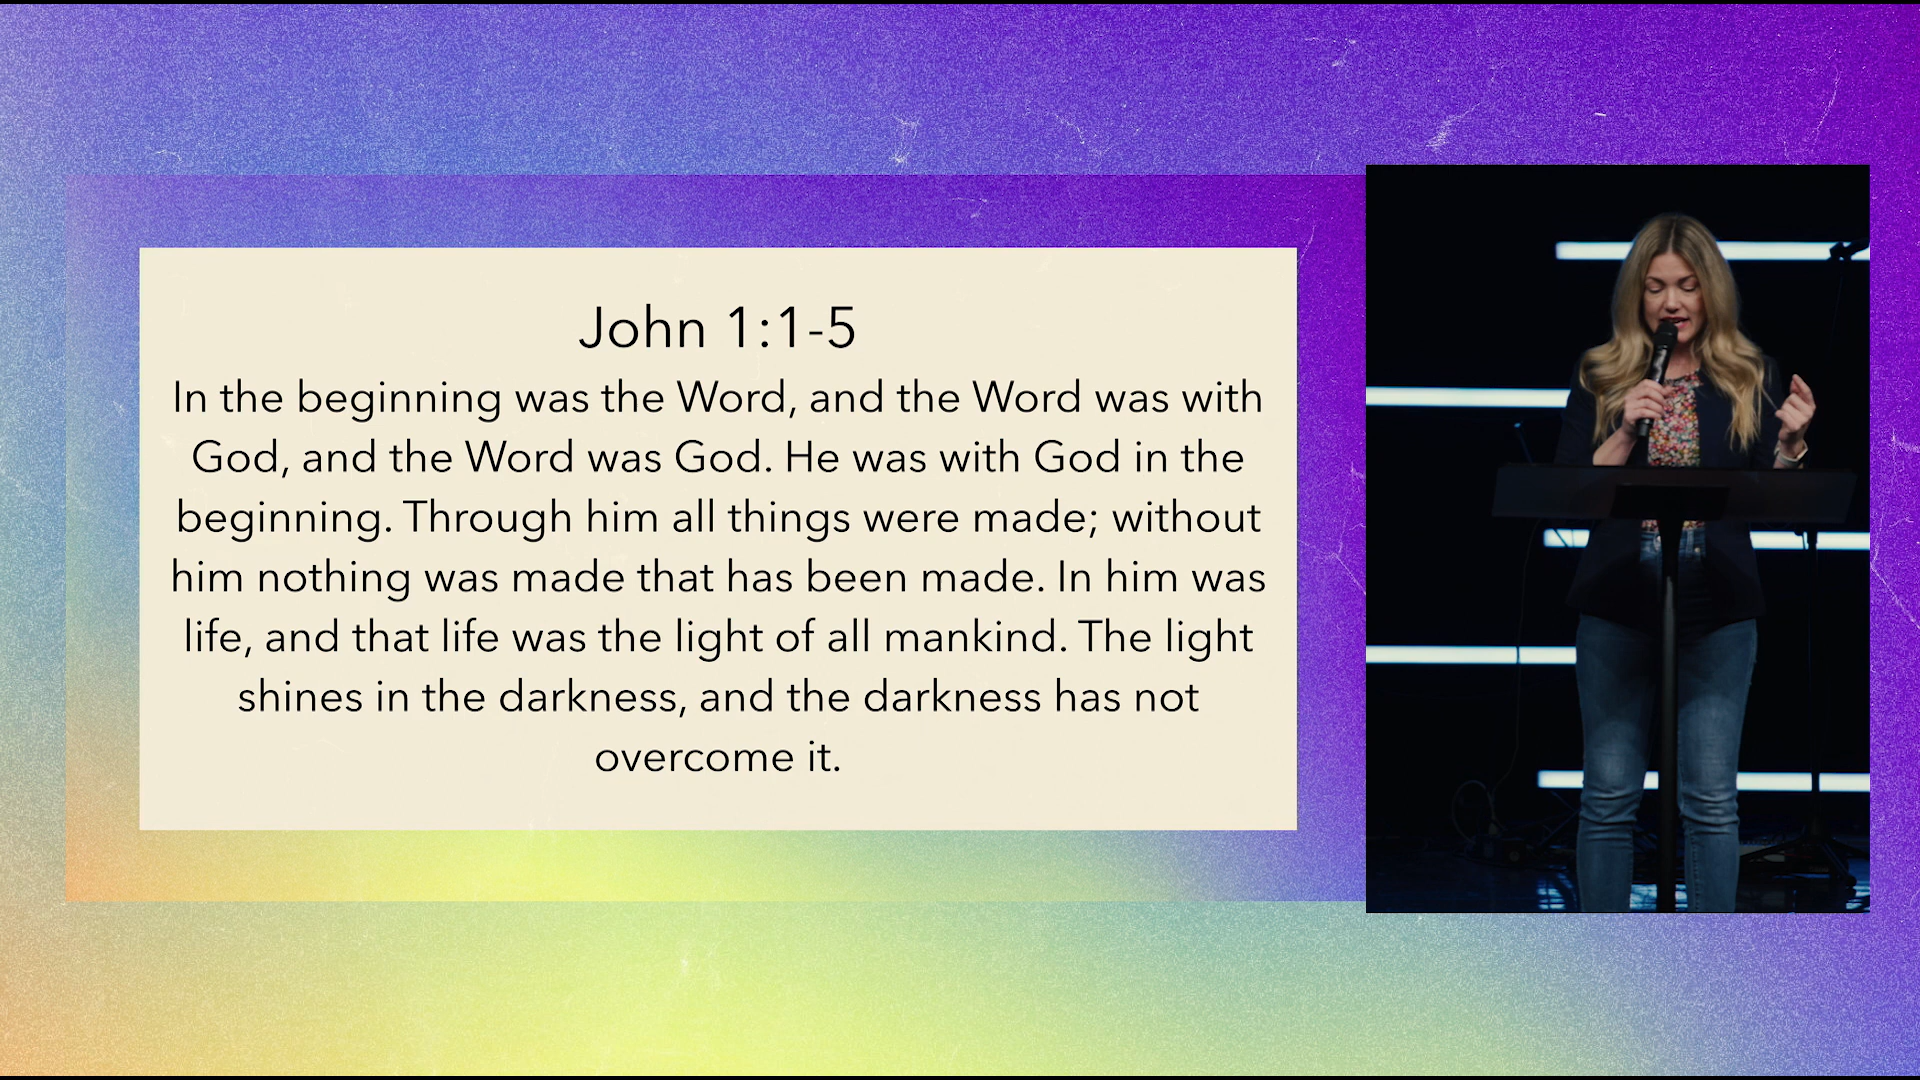 John 1:1-5
In the beginning was the Word, and the Word was with
God, and the Word was God. He was with God in the
beginning. Through him all things were made; without
him nothing was made that has been made. In him was
life, and that life was the light of all mankind. The light
shines in the darkness, and the darkness has not
overcome it.